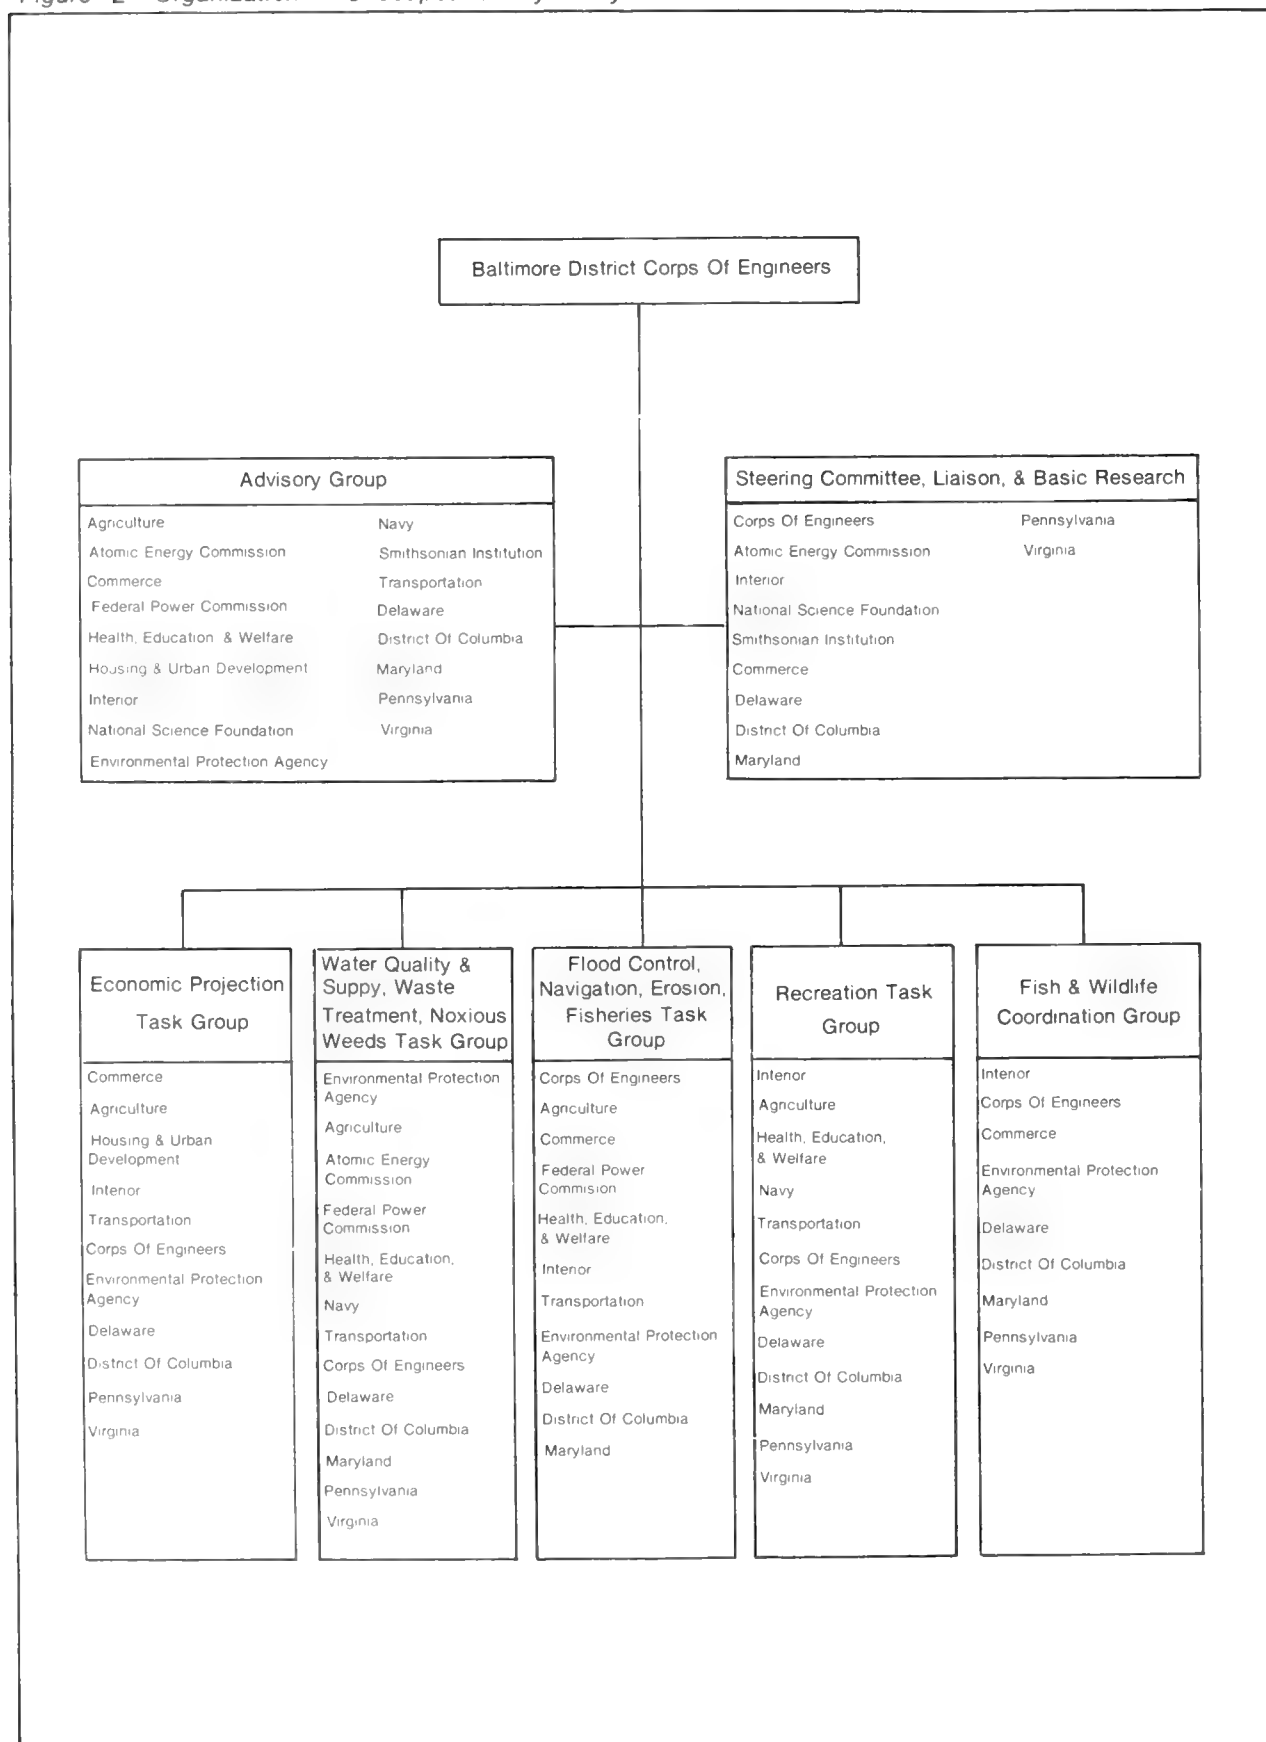 Baltimore District Corps Of Engineers
Advisory Group
Agriculture
Atomic Energy Commission
Commerce
Federal Power Commission
Health, Education & Welfare
Housing & Urban Development
Interior
National Science Foundation
Environmental Protection Agency
Navy
Smithsonian Institution
Transportation
Delaware
District Of Columbia
Maryland
Pennsylvania
Virginia
Steering Committee, Liaison, & Basic Research
Corps Of Engineers
Atomic Energy Commission
Interior
National Science Foundation
Smithsonian Institution
Commerce
Delaware
District Of Columbia
Maryland
Pennsylvania
Virginia
Economic Projection
Task Group
Commerce
Agriculture
Housing & Urban
Development
Interior
Transportation
Corps Of Engineers
Environmental Protection
Agency
Delaware
District Of Columbia
Pennsylvania
Virginia
Water Quality &
Suppy, Waste
Treatment, Noxious
Weeds Task Group
Environmental Protection
Agency
Agriculture
Atomic Energy
Commission
Federal Power
Commission
Health, Education,
& Welfare
Navy
Transportation
Corps Of Engineers
Delaware
District Of Columbia
Maryland
Pennsylvania
Virginia
Flood Control,
Navigation, Erosion,
Fisheries Task
Group
Corps Of Engineers
Agriculture
Commerce
Federal Power
Commision
Health, Education,
& Welfare
Interior
Transportation
Environmental Protection
Agency
Delaware
District Of Columbia
Maryland
Recreation Task
Group
Interior
Agriculture
Health, Education,
& Welfare
Navy
Transportation
Corps Of Engineers
Environmental Protection
Agency
Delaware
District Of Columbia
Maryland
Pennsylvania
Virginia
Fish & Wildlife
Coordination Group
Interior
Corps Of Engineers
Commerce
Environmental Protection
Agency
Delaware
District Of Columbia
Maryland
Pennsylvania
Virginia